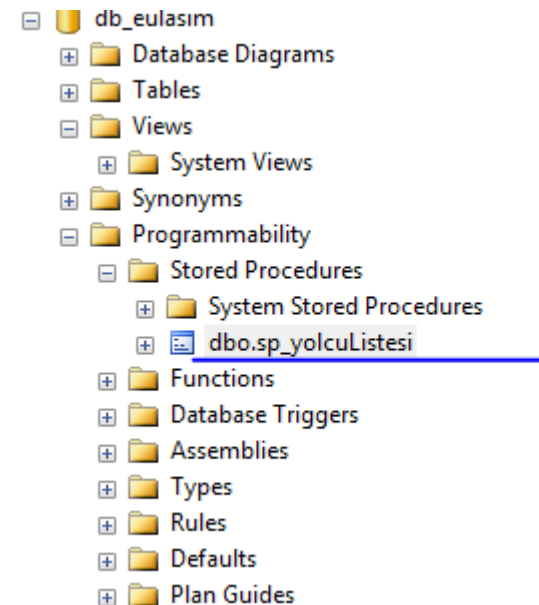 db_eulasım
Database Diagrams
Tables
Views
System Views
Synonyms
Programmability
Stored Procedures
System Stored Procedures
dbo.sp_yolcuListesi
Functions
Database Triggers
Assemblies
Types
Rules
Defaults
Plan Guides